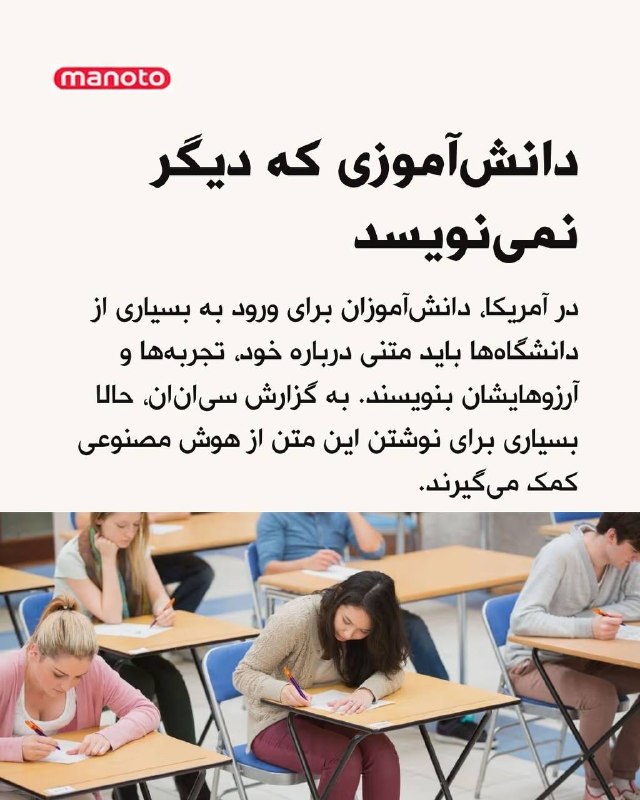 manoto
دانش‌آموزی که دیگر
نمی‌نویسد
در آمریکا، دانش‌آموزان برای ورود به بسیاری از
دانشگاه‌ها باید متنی درباره خود، تجربه‌ها و
آرزوهایشان بنویسند. به گزارش سی‌ان‌ان، حالا
بسیاری برای نوشتن این متن از هوش مصنوعی
کمک می‌گیرند.